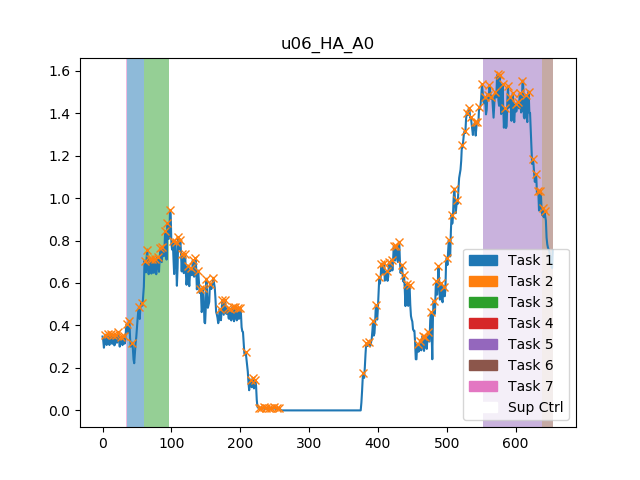 u06_HA_A0
1.6
1.4
1.2
1.0
0.8
0.6
0.4
0.2
0.0
0
100
200
300
400
500
600
Task 1
Task 2
Task 3
Task 4
Task 5
Task 6
Task 7
Sup Ctrl